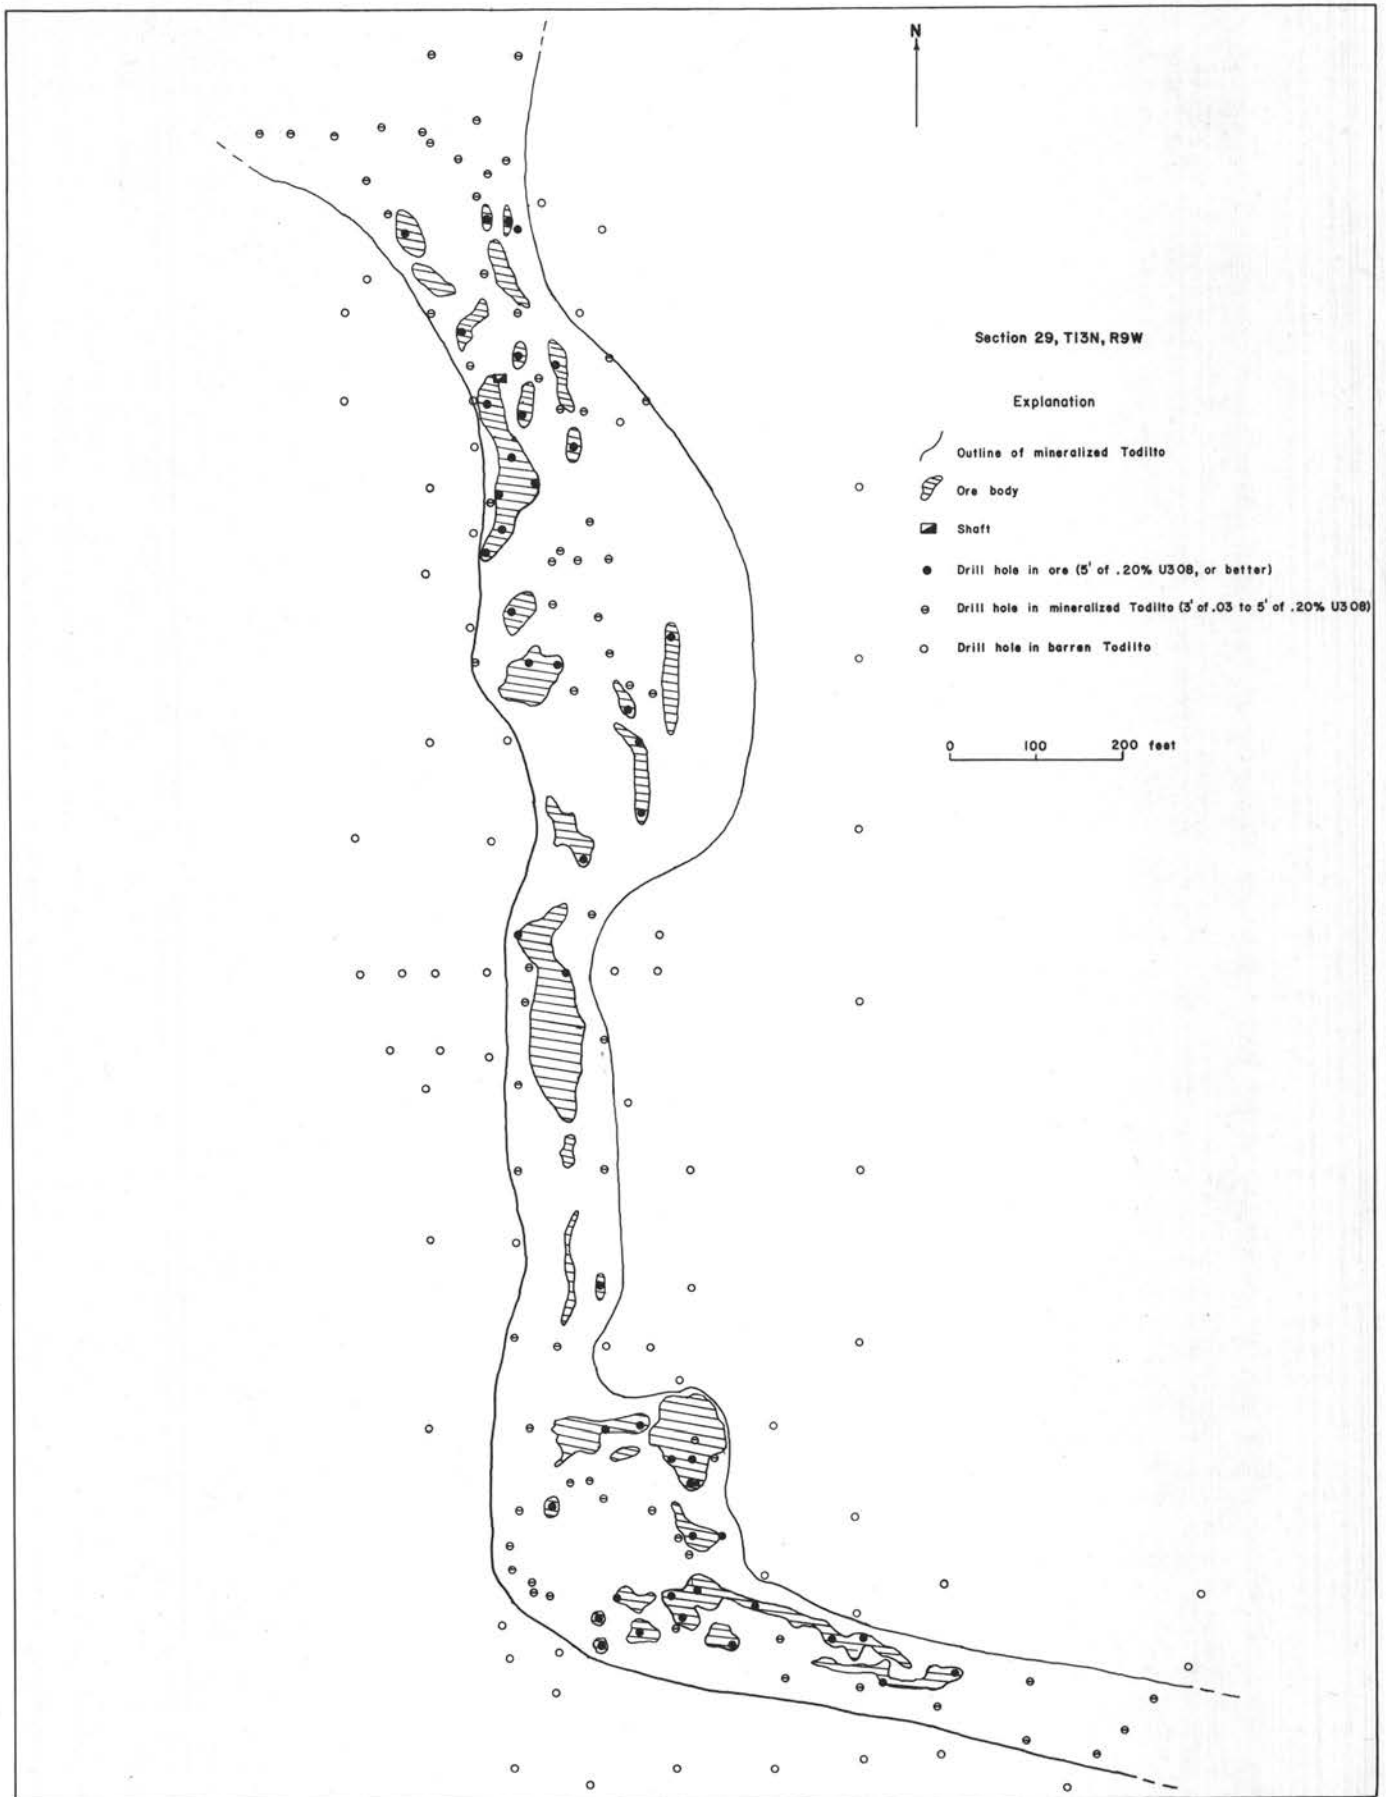 N
Section 29, T13N, R9W
Explanation
Outline of mineralized Todilto
Ore body
Shaft
Drill hole in ore (5' of .20% U308, or better)
Drill hole in mineralized Todilto (3' of .03 to 5' of .20% U308)
Drill hole in barren Todilto
0 100 200 feet